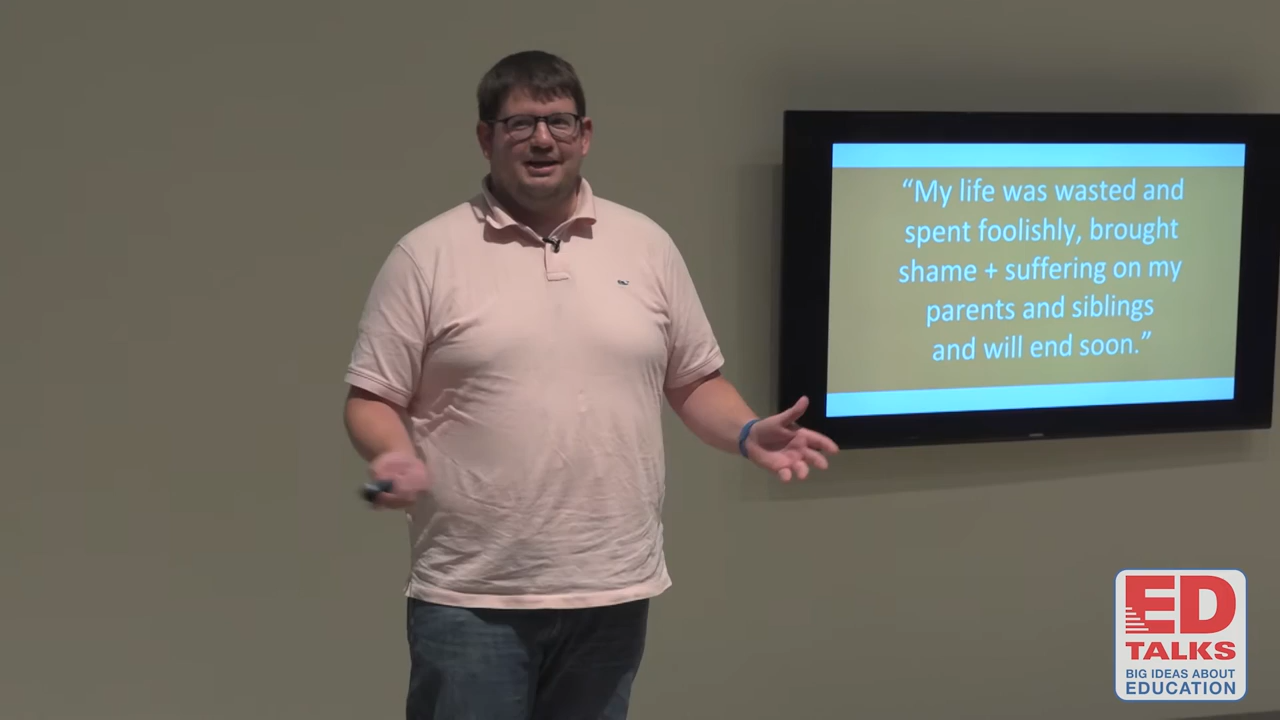 “My life was wasted and
spent foolishly, brought
shame + suffering on my
parents and siblings
and will end soon.”
ED
TALKS
BIG IDEAS ABOUT
EDUCATION